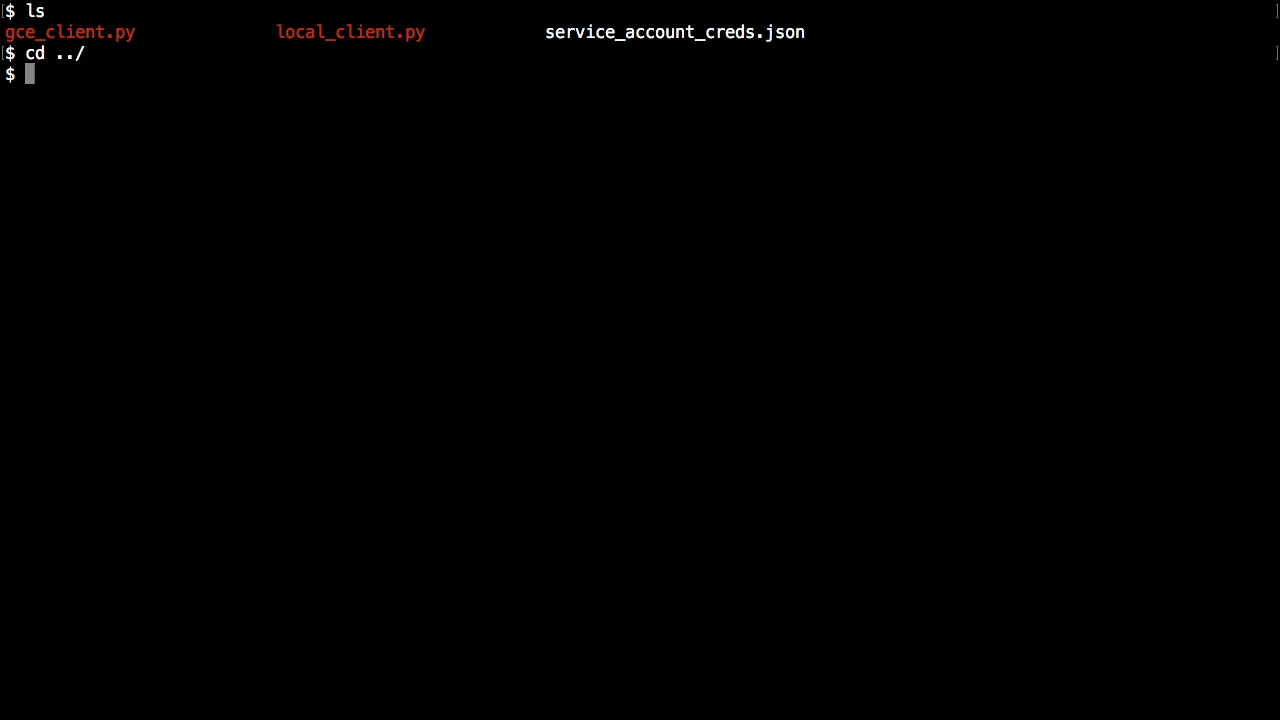 $ ls
gce_client.py local_client.py service_account_creds.json
$ cd ../
$